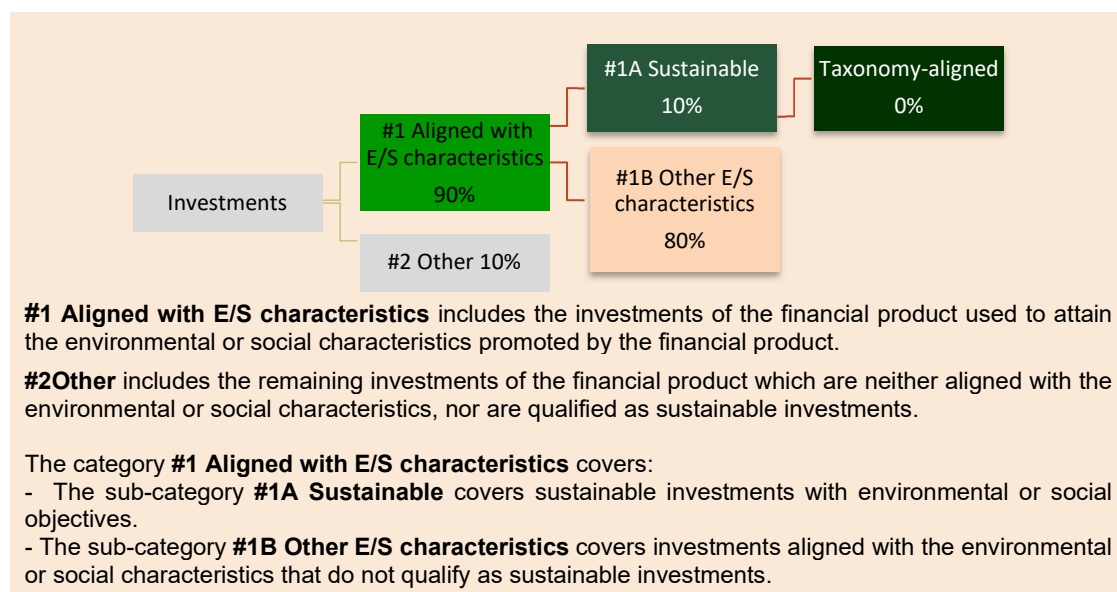 #1A Sustainable
10%
Taxonomy-aligned
0%
#1 Aligned with
E/S characteristics
90%
#1B Other E/S
characteristics
80%
Investments
#2 Other 10%
#1 Aligned with E/S characteristics includes the investments of the financial product used to attain
the environmental or social characteristics promoted by the financial product.
#2Other includes the remaining investments of the financial product which are neither aligned with the
environmental or social characteristics, nor are qualified as sustainable investments.
The category #1 Aligned with E/S characteristics covers:
- The sub-category #1A Sustainable covers sustainable investments with environmental or social
objectives.
- The sub-category #1B Other E/S characteristics covers investments aligned with the environmental
or social characteristics that do not qualify as sustainable investments.